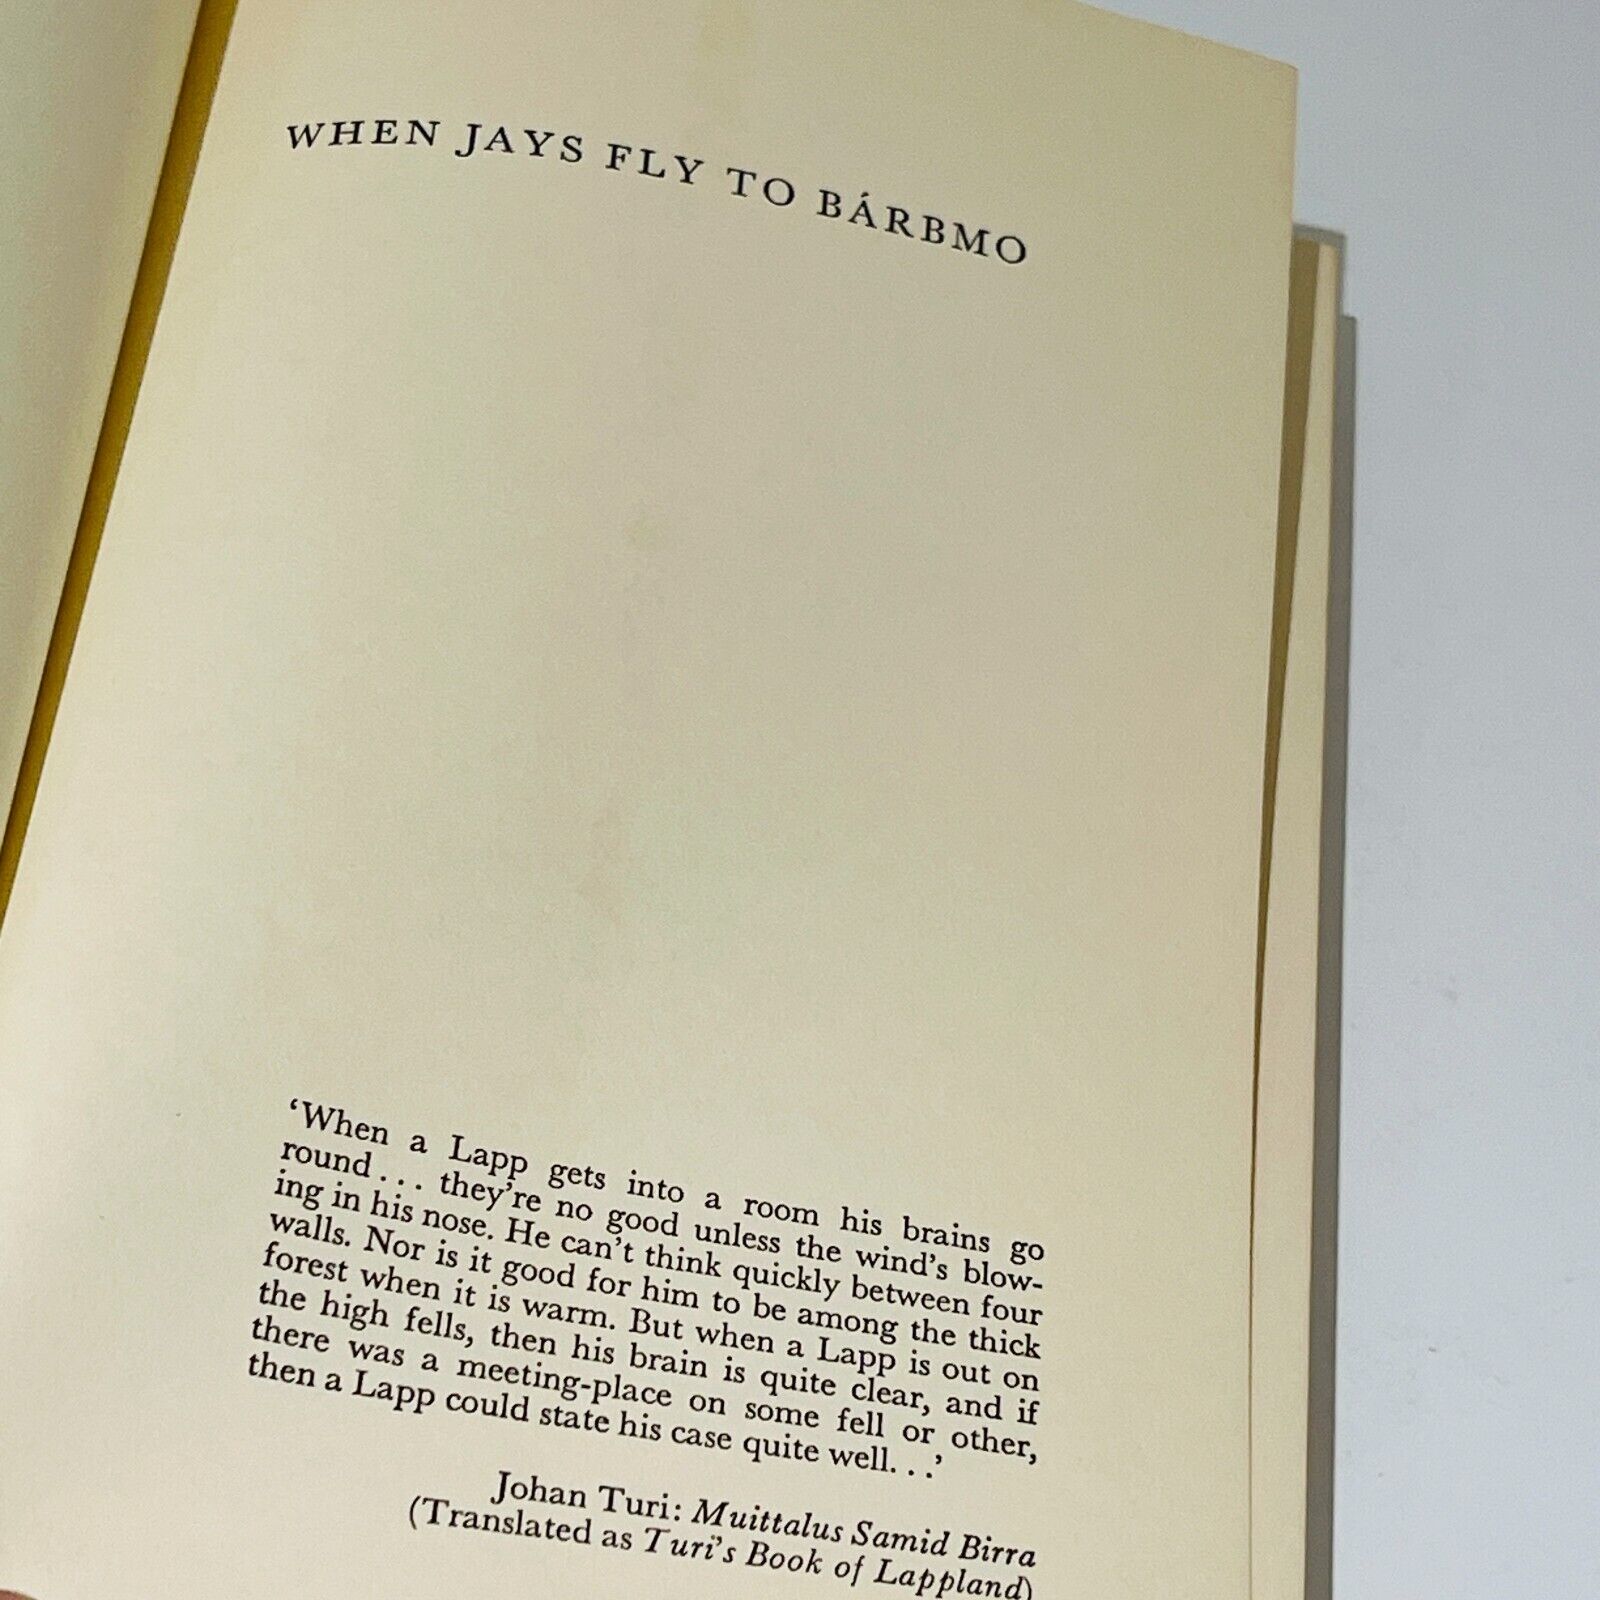 WHEN JAYS FLY TO BÁRBMO
‘When a Lapp gets into a room his brains go
round . . . they’re no good unless the wind’s blow-
ing in his nose. He can’t think quickly between four
walls. Nor is it good for him to be among the thick
forest when it is warm. But when a Lapp is out on
the high fells, then his brain is quite clear, and if
there was a meeting-place on some fell or other,
then a Lapp could state his case quite well. . .’
Johan Turi: Muittalus Samid Birra
(Translated as Turi’s Book of Lappland)